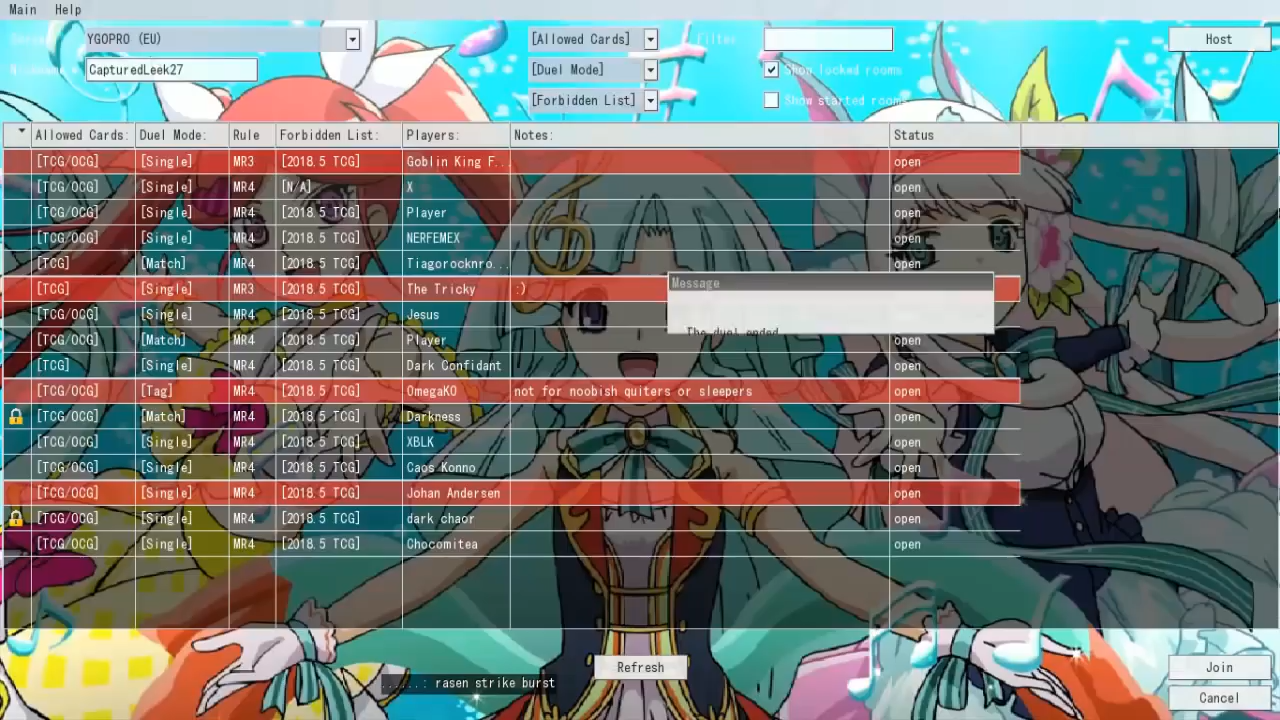 Main Help
YGOPRO (EU) [Allowed Cards] Filter Host
CapturedLeek27 [Duel Mode] Show locked rooms
[Forbidden List] Show started rooms
Allowed Cards: Duel Mode: Rule Forbidden List: Players: Notes: Status
[TCG/OCG] [Single] MR3 [2018.5 TCG] Goblin King F... open
[TCG/OCG] [Single] MR4 [N/A] X open
[TCG/OCG] [Single] MR4 [2018.5 TCG] Player open
[TCG/OCG] [Single] MR4 [2018.5 TCG] NERFEMEX open
[TCG] [Match] MR4 [2018.5 TCG] Tiagorocknro... open
Message
[TCG] [Single] MR3 [2018.5 TCG] The Tricky :)
[TCG/OCG] [Single] MR4 [2018.5 TCG] Jesus
The duel ended
[TCG/OCG] [Match] MR4 [2018.5 TCG] Player open
[TCG] [Single] MR4 [2018.5 TCG] Dark Confidant open
[TCG/OCG] [Tag] MR4 [2018.5 TCG] OmegaKO not for noobish quiters or sleepers open
[TCG/OCG] [Match] MR4 [2018.5 TCG] Darkness open
[TCG/OCG] [Single] MR4 [2018.5 TCG] XBLK open
[TCG/OCG] [Single] MR4 [2018.5 TCG] Caos Konno open
[TCG/OCG] [Single] MR4 [2018.5 TCG] Johan Andersen open
[TCG/OCG] [Single] MR4 [2018.5 TCG] dark chaor open
[TCG/OCG] [Single] MR4 [2018.5 TCG] Chocomitea open
Refresh Join
......: rasen strike burst
Cancel